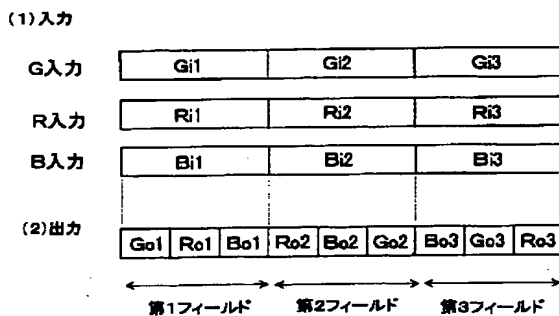 (1)入力
G入力 Gi1 Gi2 Gi3
R入力 Ri1 Ri2 Ri3
B入力 Bi1 Bi2 Bi3
(2)出力 Go1 Ro1 Bo1 Ro2 Bo2 Go2 Bo3 Go3 Ro3
第1フィールド 第2フィールド 第3フィールド